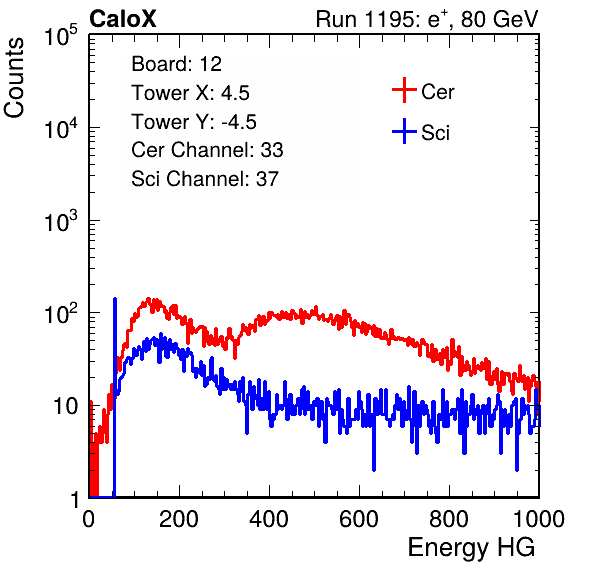 CaloX Run 1195: e⁺, 80 GeV
Counts
10⁵
10⁴
10³
10²
10
1
Board: 12
Tower X: 4.5
Tower Y: -4.5
Cer Channel: 33
Sci Channel: 37
Cer
Sci
0 200 400 600 800 1000
Energy HG